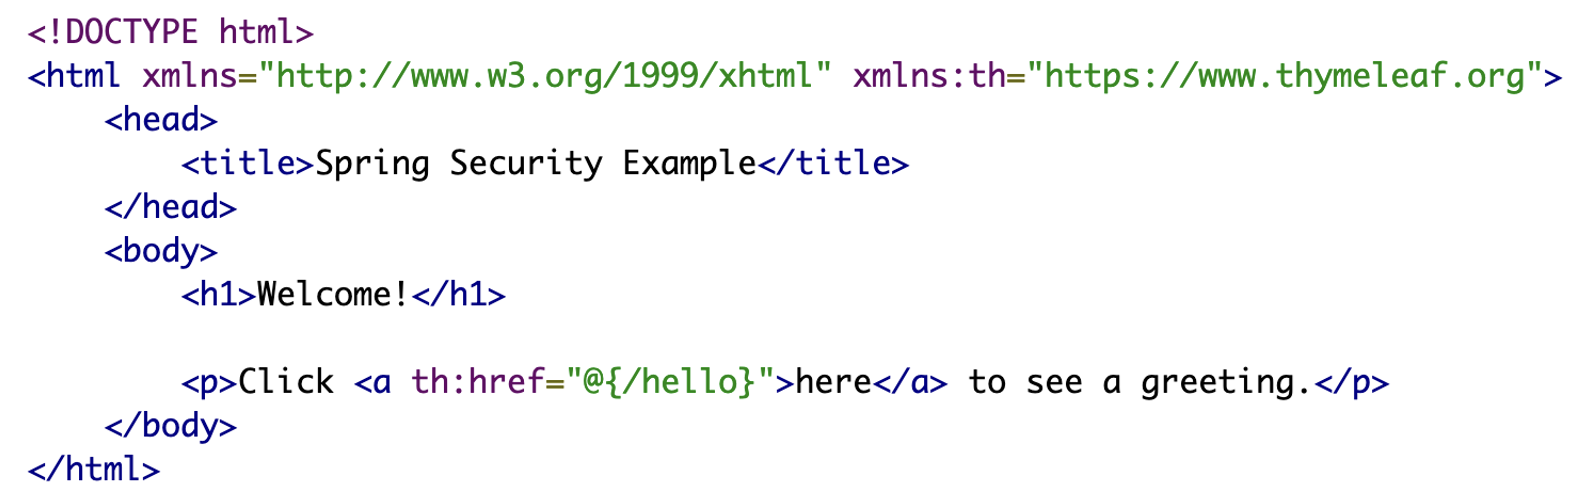 <!DOCTYPE html>
<html xmlns="http://www.w3.org/1999/xhtml" xmlns:th="https://www.thymeleaf.org">
    <head>
        <title>Spring Security Example</title>
    </head>
    <body>
        <h1>Welcome!</h1>

        <p>Click <a th:href="@{/hello}">here</a> to see a greeting.</p>
    </body>
</html>